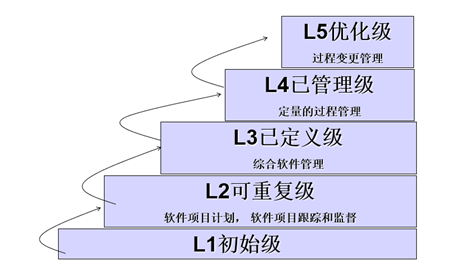 L5优化级
过程变更管理
L4已管理级
定量的过程管理
L3已定义级
综合软件管理
L2可重复级
软件项目计划， 软件项目跟踪和监督
L1初始级